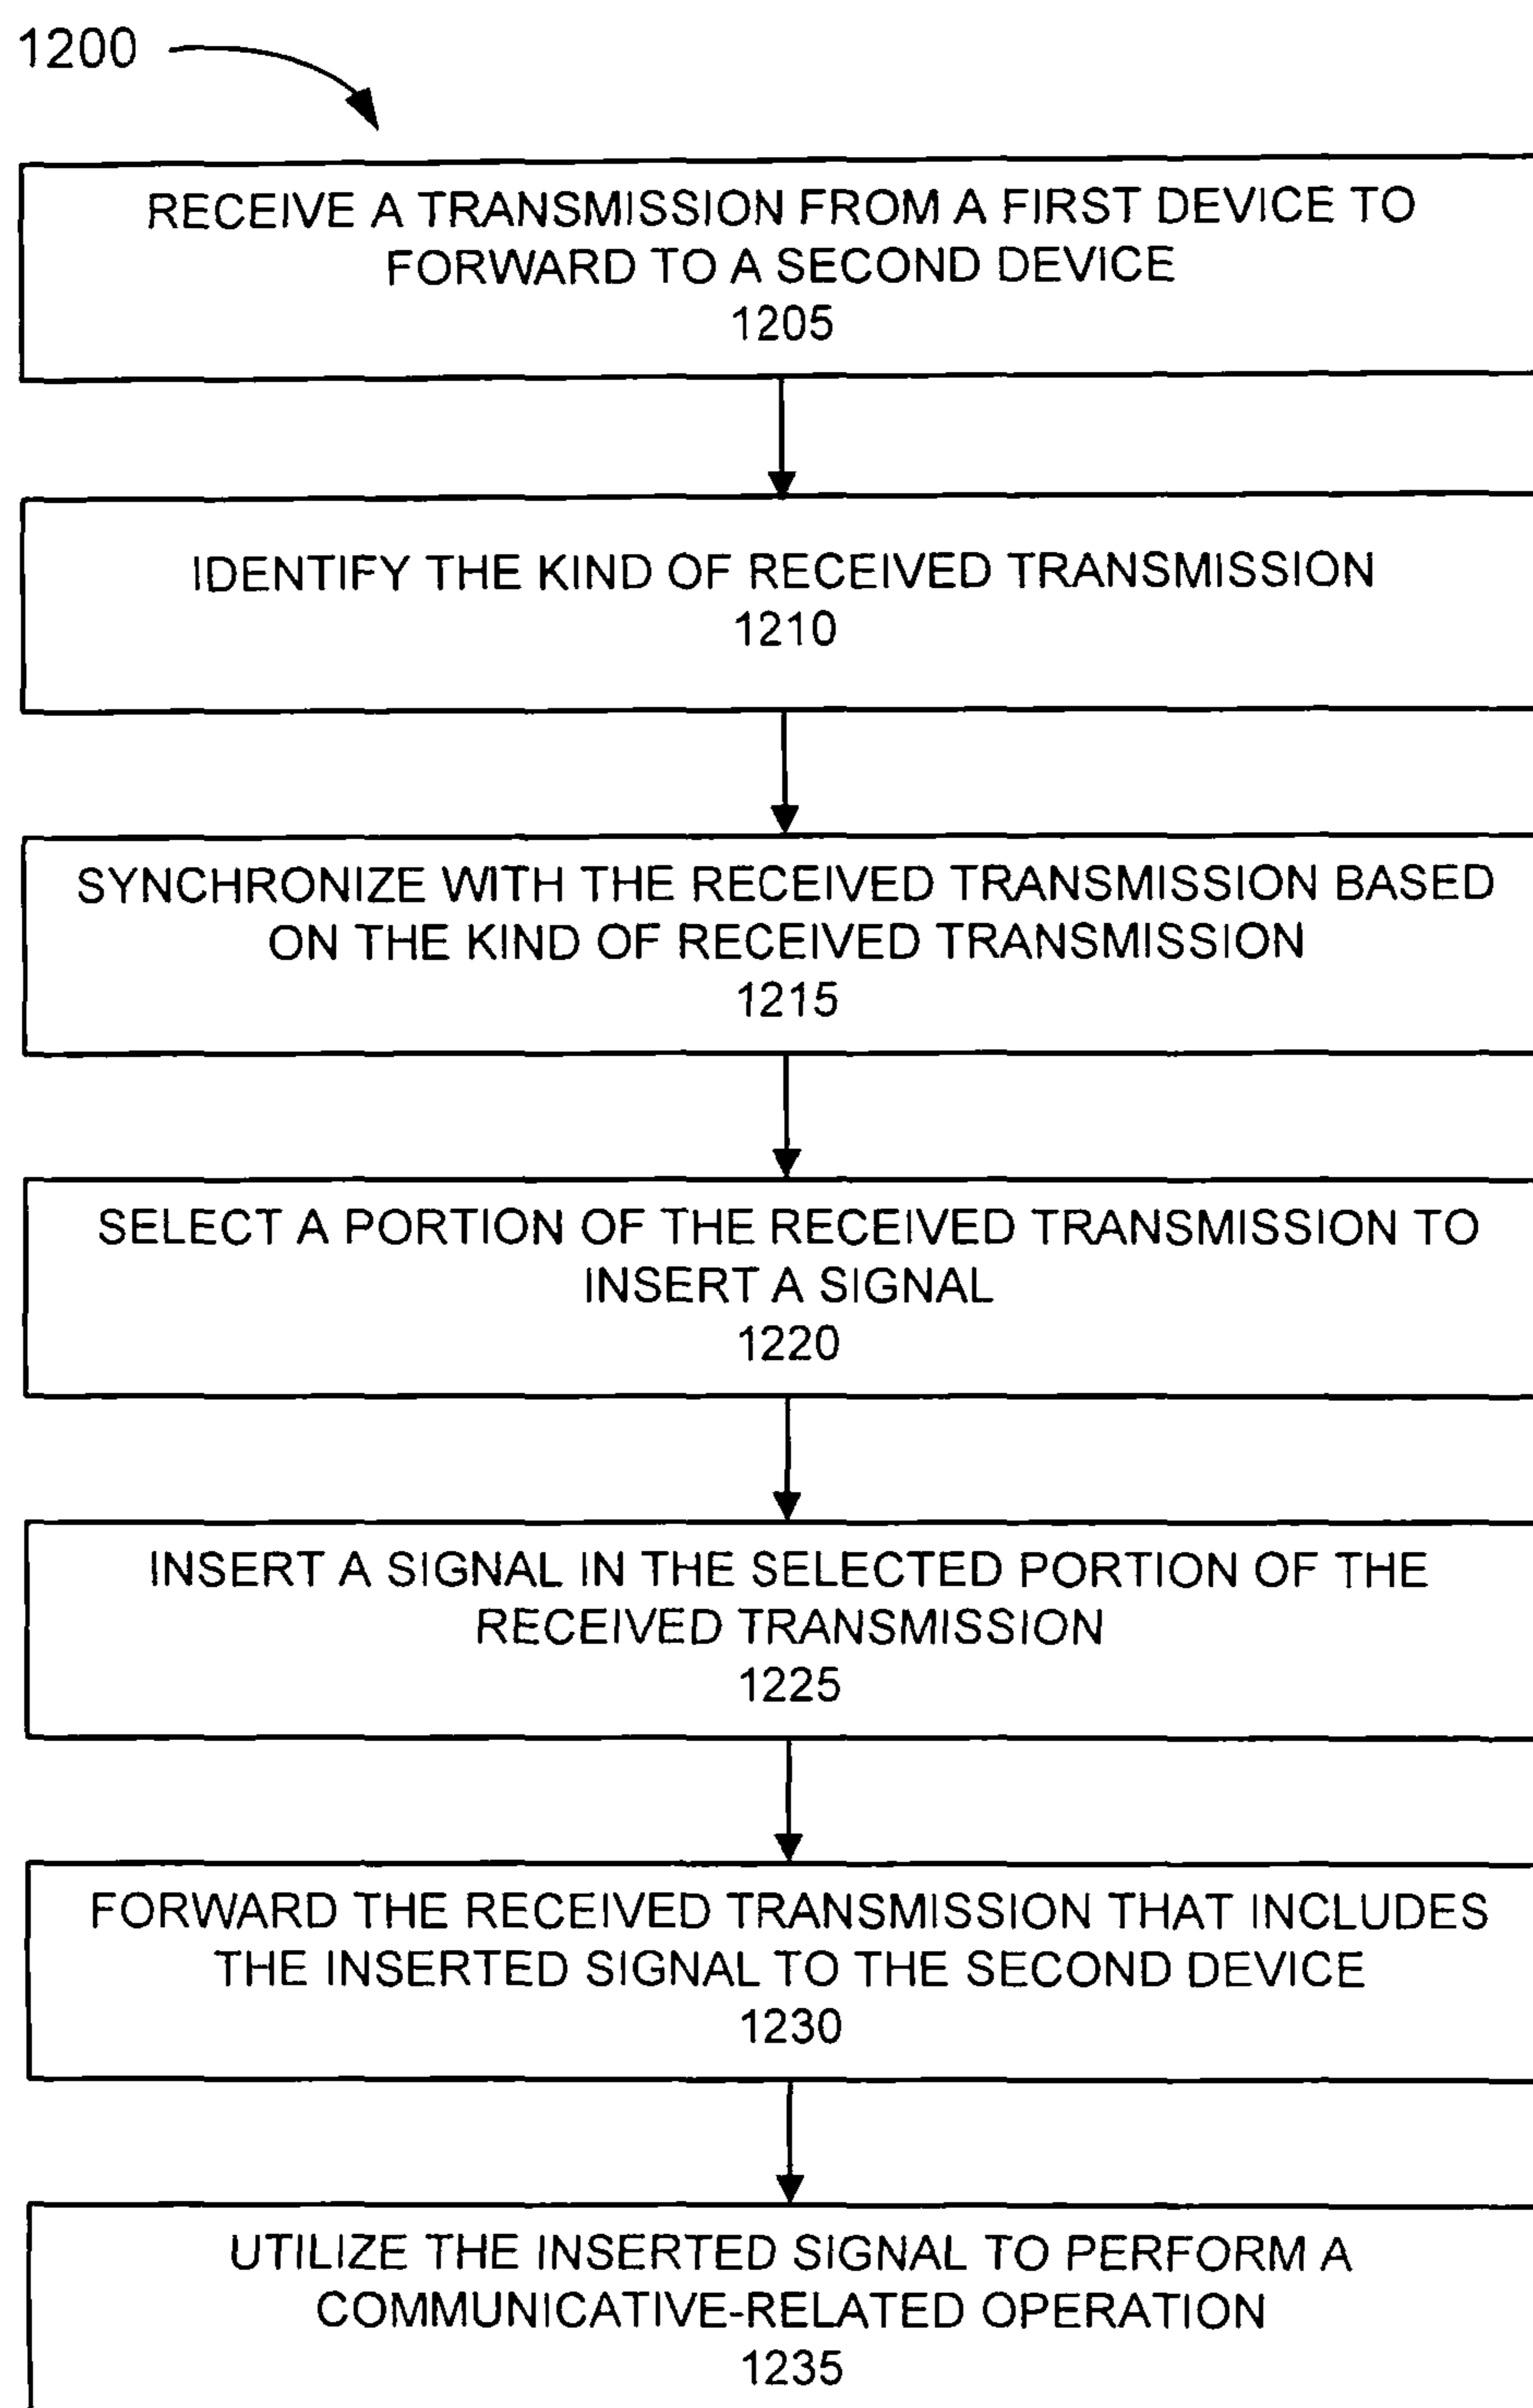 1200
RECEIVE A TRANSMISSION FROM A FIRST DEVICE TO
FORWARD TO A SECOND DEVICE
1205
IDENTIFY THE KIND OF RECEIVED TRANSMISSION
1210
SYNCHRONIZE WITH THE RECEIVED TRANSMISSION BASED
ON THE KIND OF RECEIVED TRANSMISSION
1215
SELECT A PORTION OF THE RECEIVED TRANSMISSION TO
INSERT A SIGNAL
1220
INSERT A SIGNAL IN THE SELECTED PORTION OF THE
RECEIVED TRANSMISSION
1225
FORWARD THE RECEIVED TRANSMISSION THAT INCLUDES
THE INSERTED SIGNAL TO THE SECOND DEVICE
1230
UTILIZE THE INSERTED SIGNAL TO PERFORM A
COMMUNICATIVE-RELATED OPERATION
1235